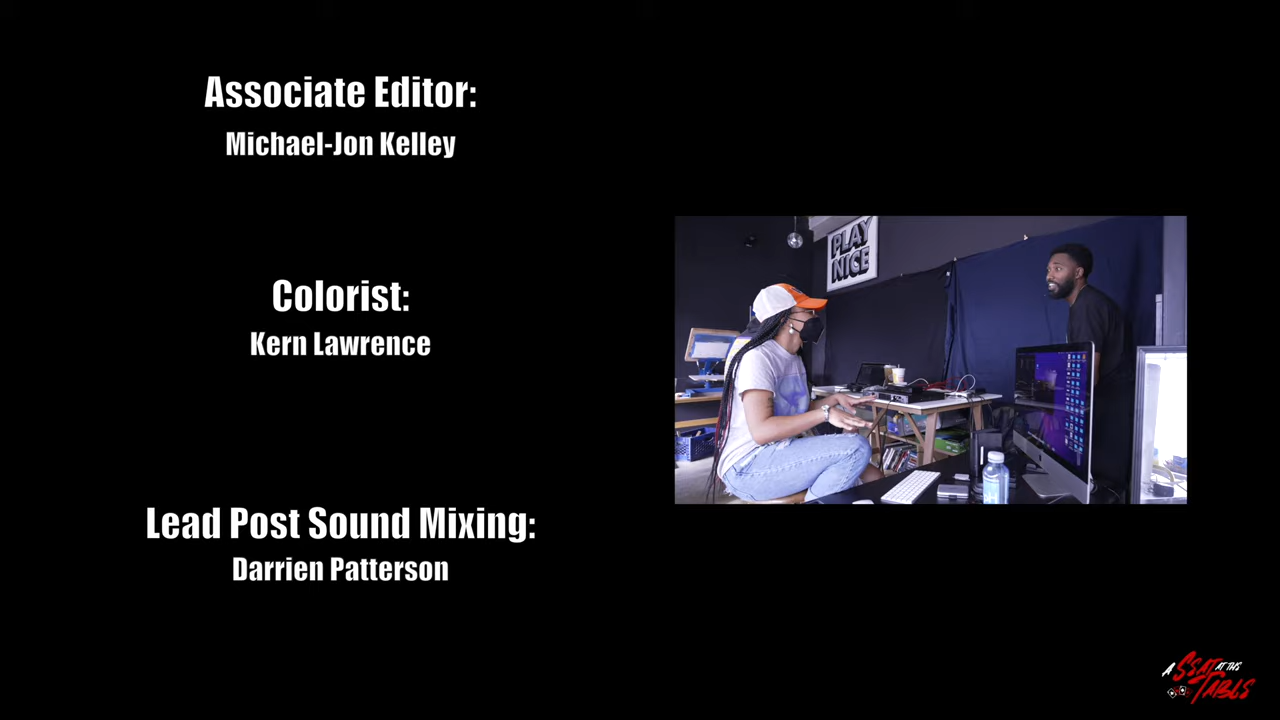 Associate Editor:
Michael-Jon Kelley
Colorist:
Kern Lawrence
Lead Post Sound Mixing:
Darrien Patterson
PLAY
NICE
A SEAT AT THE
TABLE